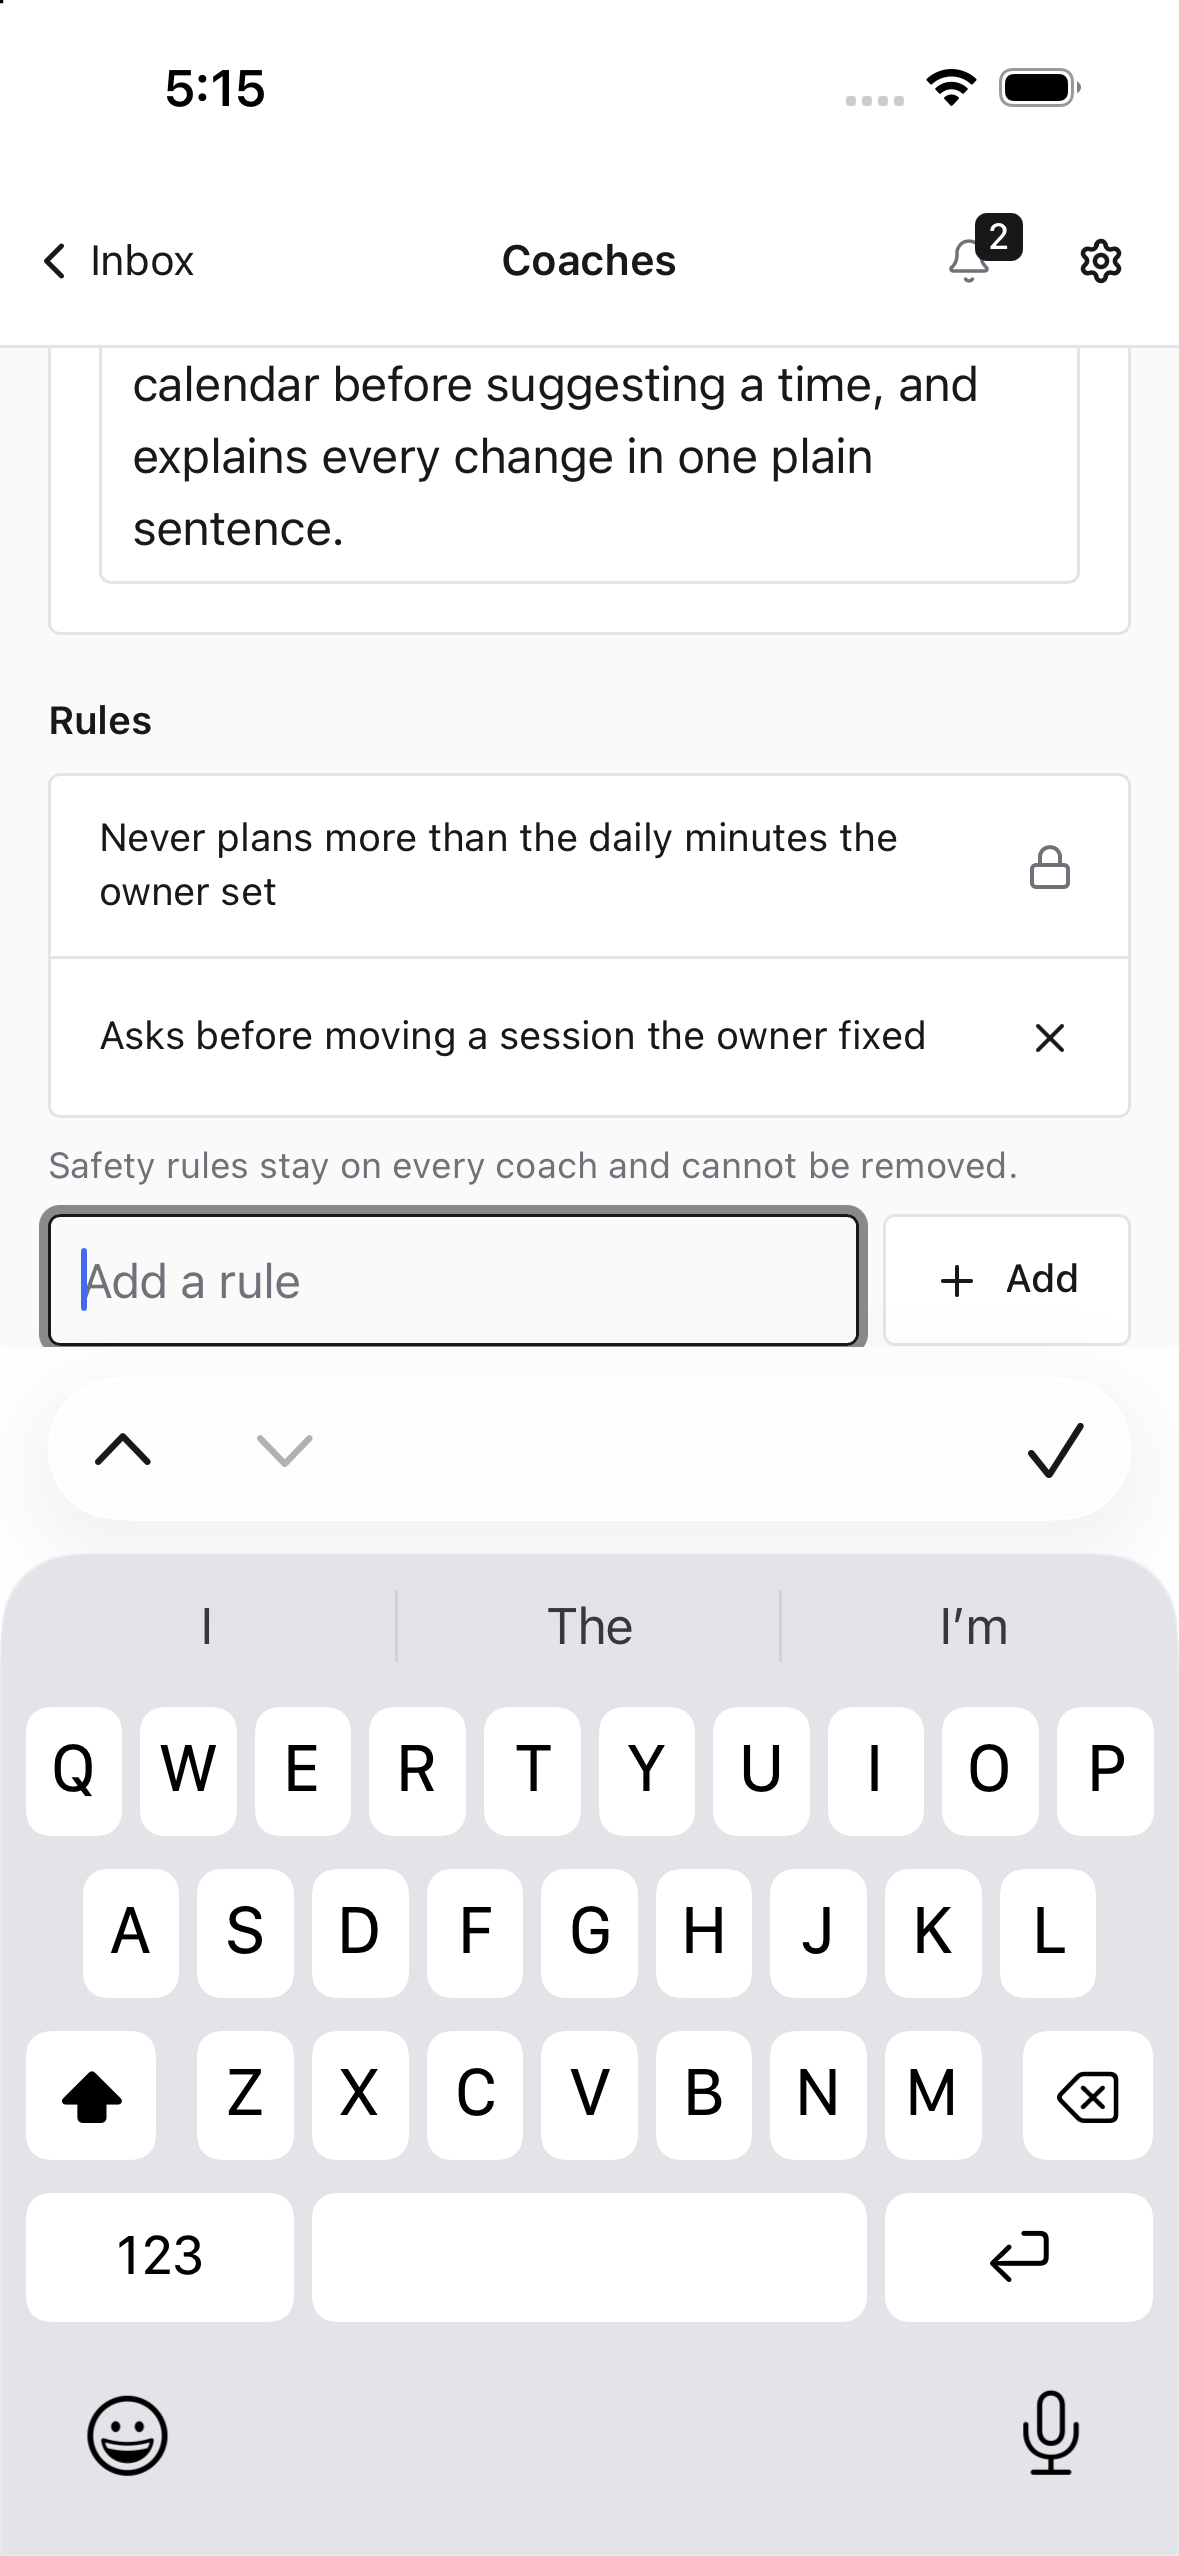 5:15
Inbox
Coaches
2
calendar before suggesting a time, and
explains every change in one plain
sentence.
Rules
Never plans more than the daily minutes the
owner set
Asks before moving a session the owner fixed
Safety rules stay on every coach and cannot be removed.
Add a rule
Add
I
The
I’m
Q W E R T Y U I O P
A S D F G H J K L
Z X C V B N M
123